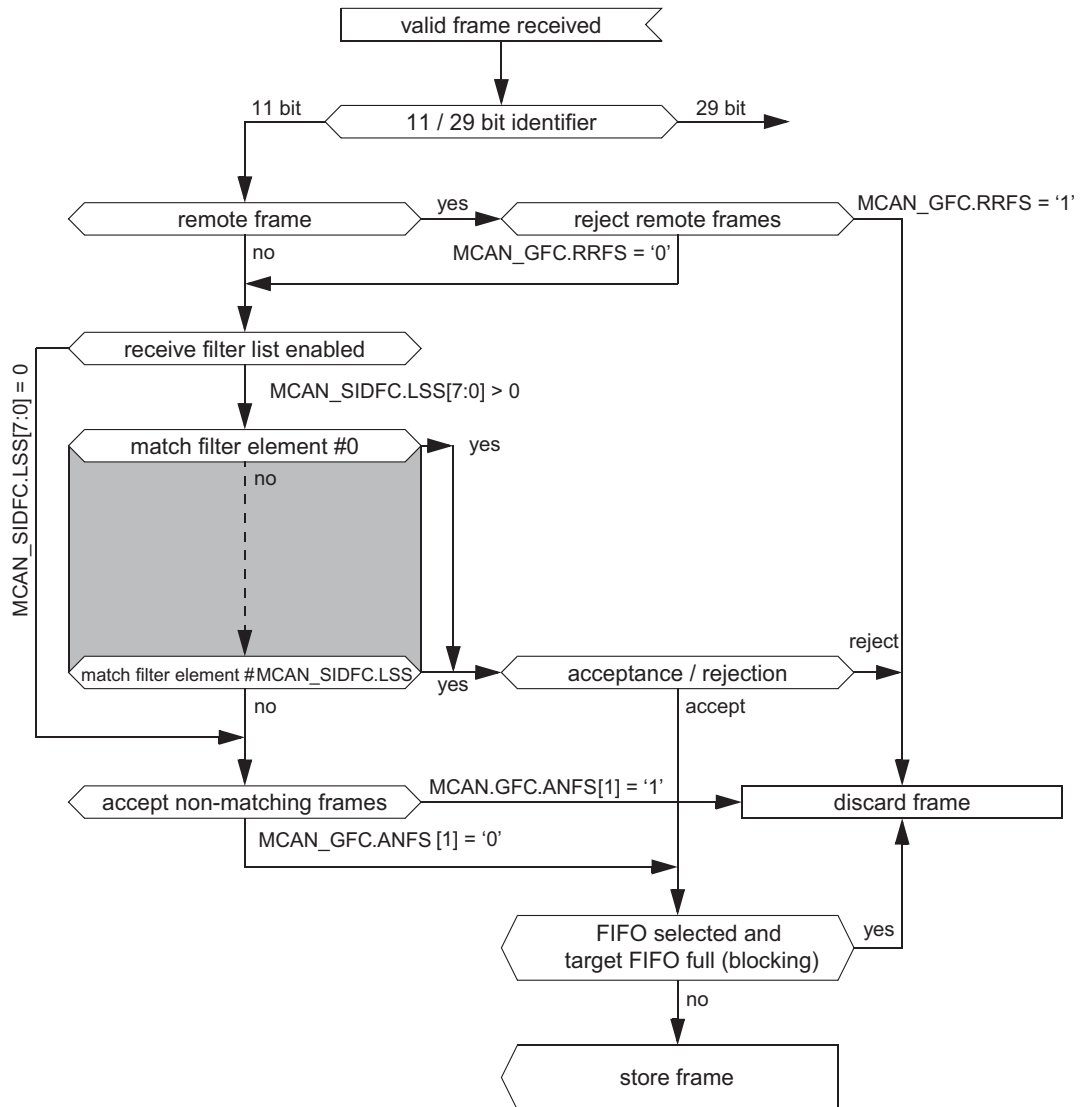 valid frame received
11 bit
11 / 29 bit identifier
29 bit
remote frame
yes
reject remote frames
MCAN_GFC.RRFS = ‘1’
no
MCAN_GFC.RRFS = ‘0’
receive filter list enabled
MCAN_SIDFC.LSS[7:0] = 0
MCAN_SIDFC.LSS[7:0] > 0
match filter element #0
yes
no
match filter element #MCAN_SIDFC.LSS
yes
acceptance / rejection
reject
no
accept
accept non-matching frames
MCAN.GFC.ANFS[1] = ‘1’
discard frame
MCAN_GFC.ANFS [1] = ‘0’
FIFO selected and
target FIFO full (blocking)
yes
no
store frame